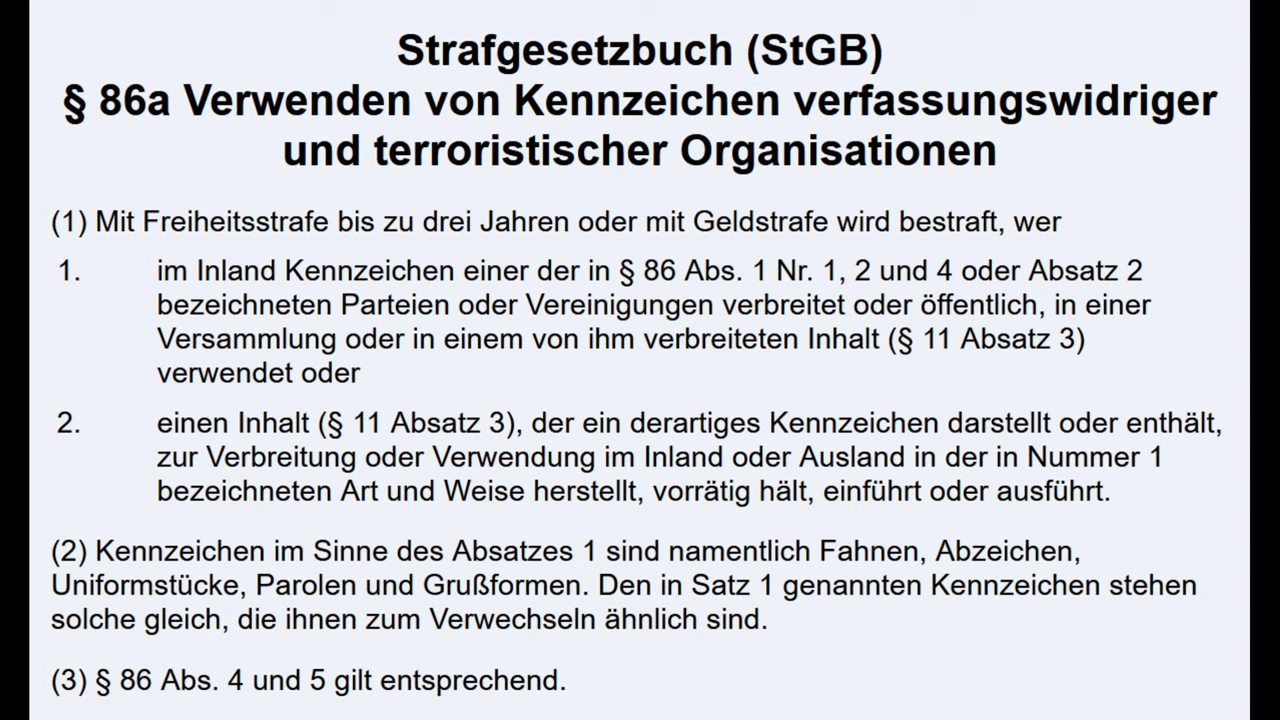 Strafgesetzbuch (StGB)
§ 86a Verwenden von Kennzeichen verfassungswidriger
und terroristischer Organisationen
(1) Mit Freiheitsstrafe bis zu drei Jahren oder mit Geldstrafe wird bestraft, wer
1. im Inland Kennzeichen einer der in § 86 Abs. 1 Nr. 1, 2 und 4 oder Absatz 2
bezeichneten Parteien oder Vereinigungen verbreitet oder öffentlich, in einer
Versammlung oder in einem von ihm verbreiteten Inhalt (§ 11 Absatz 3)
verwendet oder
2. einen Inhalt (§ 11 Absatz 3), der ein derartiges Kennzeichen darstellt oder enthält,
zur Verbreitung oder Verwendung im Inland oder Ausland in der in Nummer 1
bezeichneten Art und Weise herstellt, vorrätig hält, einführt oder ausführt.
(2) Kennzeichen im Sinne des Absatzes 1 sind namentlich Fahnen, Abzeichen,
Uniformstücke, Parolen und Grußformen. Den in Satz 1 genannten Kennzeichen stehen
solche gleich, die ihnen zum Verwechseln ähnlich sind.
(3) § 86 Abs. 4 und 5 gilt entsprechend.